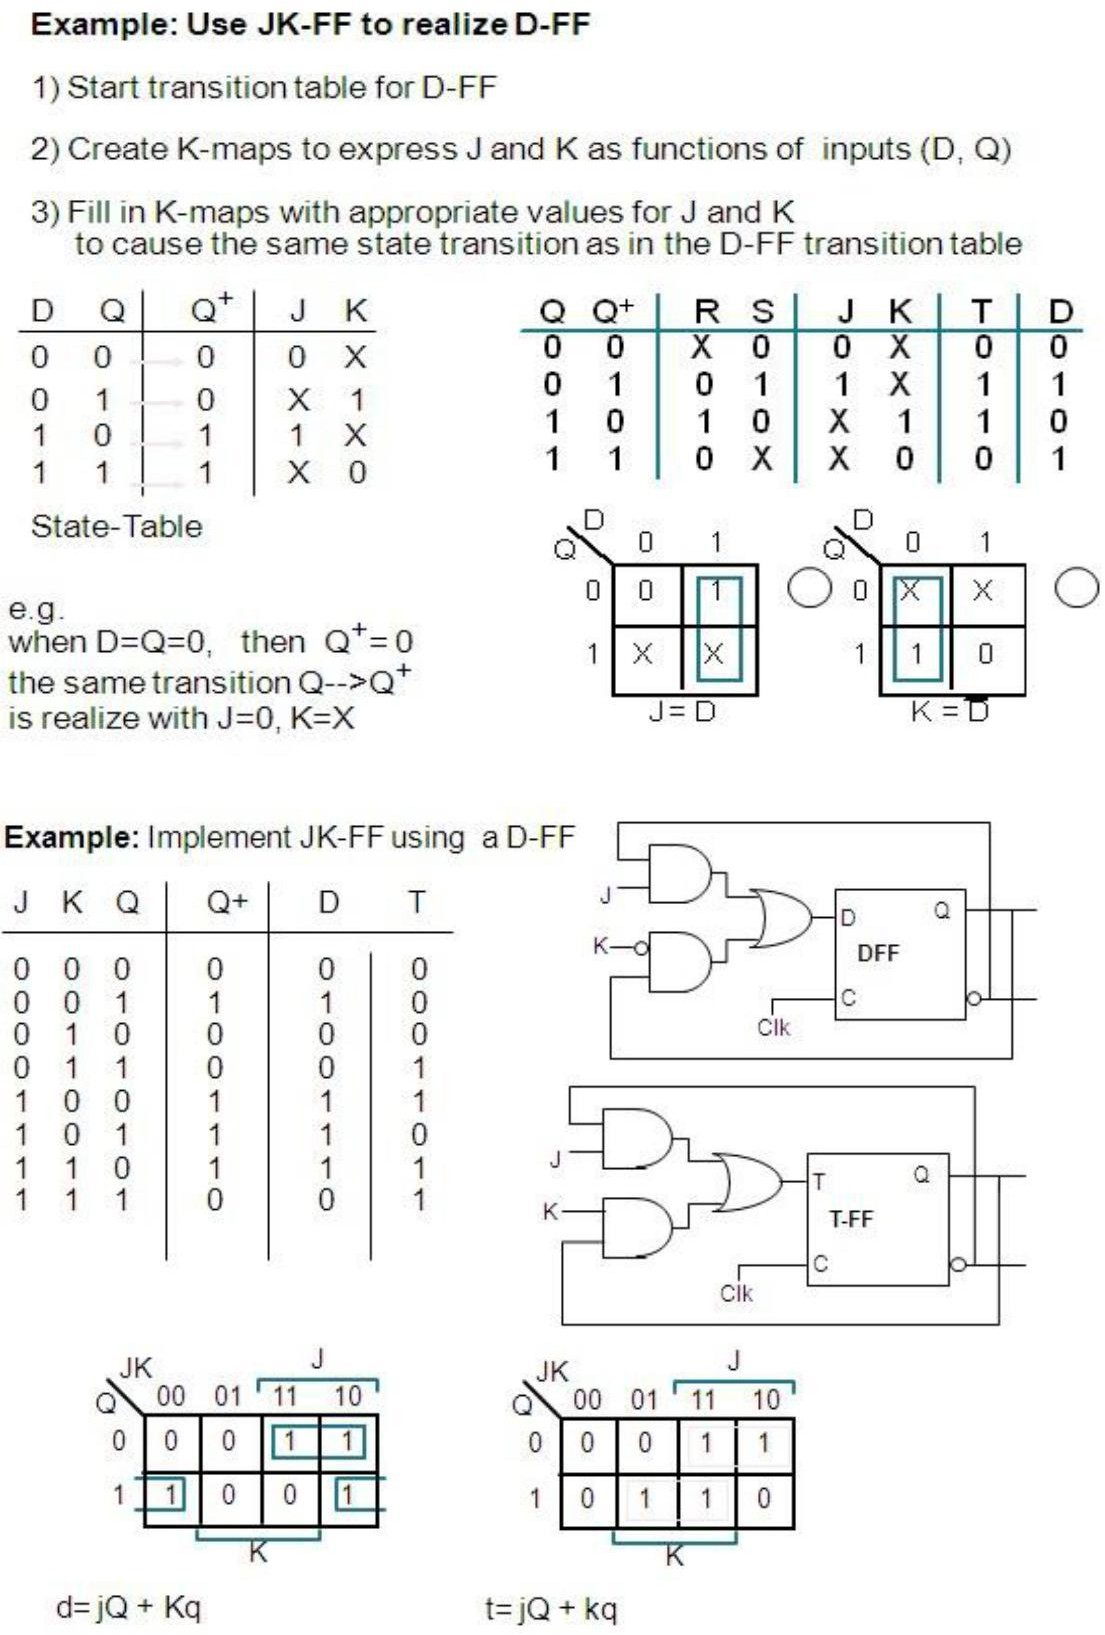 Example: Use JK-FF to realize D-FF
1) Start transition table for D-FF
2) Create K-maps to express J and K as functions of inputs (D, Q)
3) Fill in K-maps with appropriate values for J and K
to cause the same state transition as in the D-FF transition table
D Q Q+ J K
0 0 0 0 X
0 1 0 X 1
1 0 1 1 X
1 1 1 X 0
State-Table
Q Q+ R S J K T D
0 0 X 0 0 X 0 0
0 1 0 1 1 X 1 1
1 0 1 0 X 1 1 0
1 1 0 X X 0 0 1
e.g.
when D=Q=0, then Q+=0
the same transition Q-->Q+
is realize with J=0, K=X
D
Q 0 1
0 0 1
1 X X
J= D
D
Q 0 1
0 X X
1 1 0
K = D̅
Example: Implement JK-FF using a D-FF
J K Q Q+ D T
0 0 0 0 0 0
0 0 1 1 1 0
0 1 0 0 0 0
0 1 1 0 0 1
1 0 0 1 1 1
1 0 1 1 1 0
1 1 0 1 1 1
1 1 1 0 0 1
J
K
D Q
DFF
C
Clk
J
K
T Q
T-FF
C
Clk
JK J
Q 00 01 11 10
0 0 0 1 1
1 1 0 0 1
K
d= jQ + Kq
JK J
Q 00 01 11 10
0 0 0 1 1
1 0 1 1 0
K
t= jQ + kq